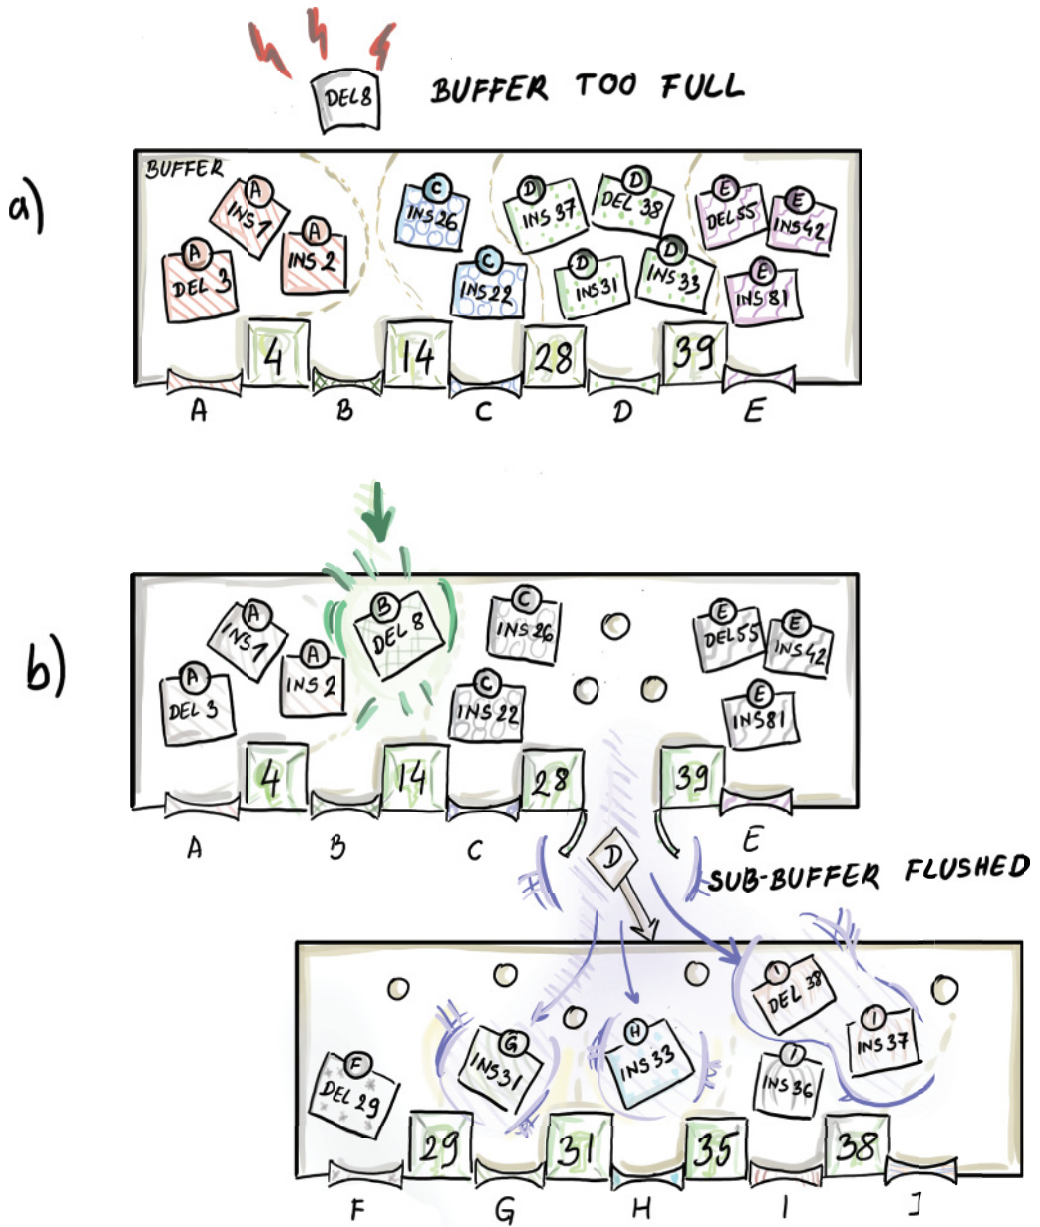 DEL 8
BUFFER TOO FULL
a)
BUFFER
A
INS 1
A
DEL 3
A
INS 2
C
INS 26
C
INS 22
D
INS 37
D
DEL 38
D
INS 31
D
INS 33
E
DEL 55
E
INS 42
E
INS 81
4
14
28
39
A
B
C
D
E
b)
A
INS 1
A
DEL 3
A
INS 2
B
DEL 8
C
INS 26
C
INS 22
E
DEL 55
E
INS 42
E
INS 81
4
14
28
39
A
B
C
E
D
SUB-BUFFER FLUSHED
F
DEL 29
G
INS 31
H
INS 33
I
DEL 38
I
INS 37
I
INS 36
29
31
35
38
F
G
H
I
J